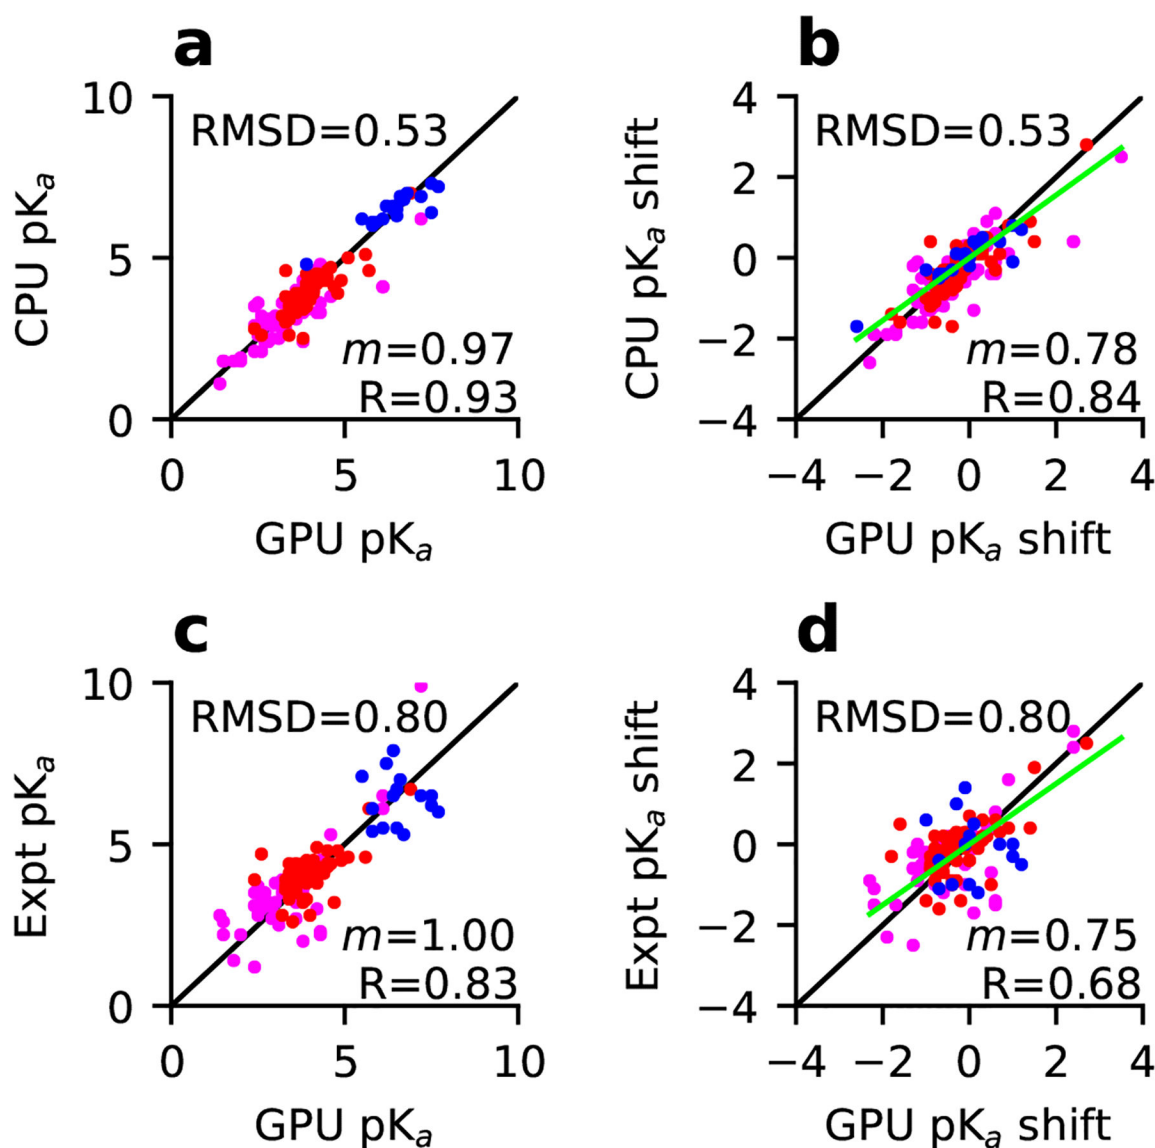 a
10
5
0
CPU pKa
RMSD=0.53
m=0.97
R=0.93
0 5 10
GPU pKa
b
4
2
0
−2
−4
CPU pKa shift
RMSD=0.53
m=0.78
R=0.84
−4 −2 0 2 4
GPU pKa shift
c
10
5
0
Expt pKa
RMSD=0.80
m=1.00
R=0.83
0 5 10
GPU pKa
d
4
2
0
−2
−4
Expt pKa shift
RMSD=0.80
m=0.75
R=0.68
−4 −2 0 2 4
GPU pKa shift